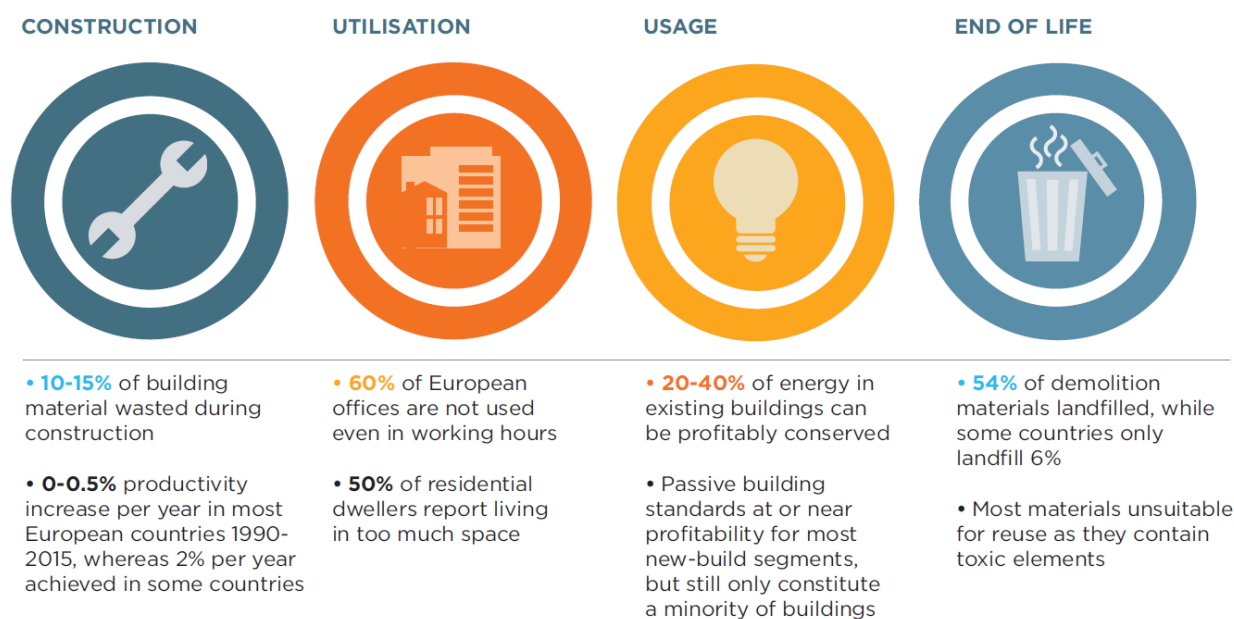 CONSTRUCTION
UTILISATION
USAGE
END OF LIFE
• 10-15% of building
material wasted during
construction
• 0-0.5% productivity
increase per year in most
European countries 1990-
2015, whereas 2% per year
achieved in some countries
• 60% of European
offices are not used
even in working hours
• 50% of residential
dwellers report living
in too much space
• 20-40% of energy in
existing buildings can
be profitably conserved
• Passive building
standards at or near
profitability for most
new-build segments,
but still only constitute
a minority of buildings
• 54% of demolition
materials landfilled, while
some countries only
landfill 6%
• Most materials unsuitable
for reuse as they contain
toxic elements